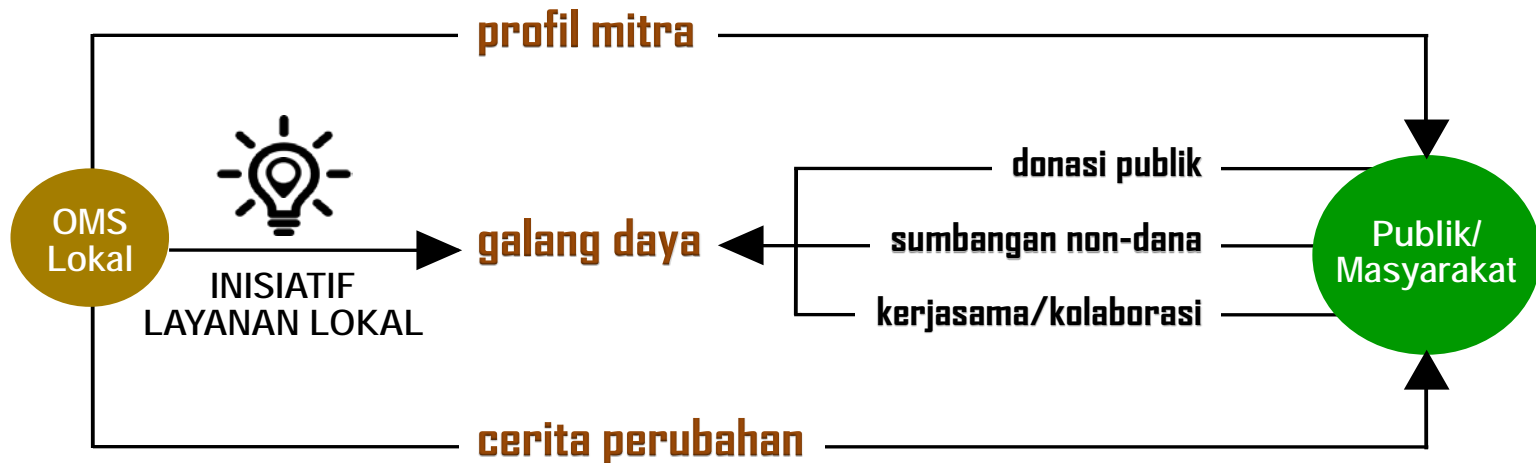 profil mitra
donasi publik
OMS
Lokal
galang daya
sumbangan non-dana
Publik/
Masyarakat
INISIATIF
LAYANAN LOKAL
kerjasama/kolaborasi
cerita perubahan